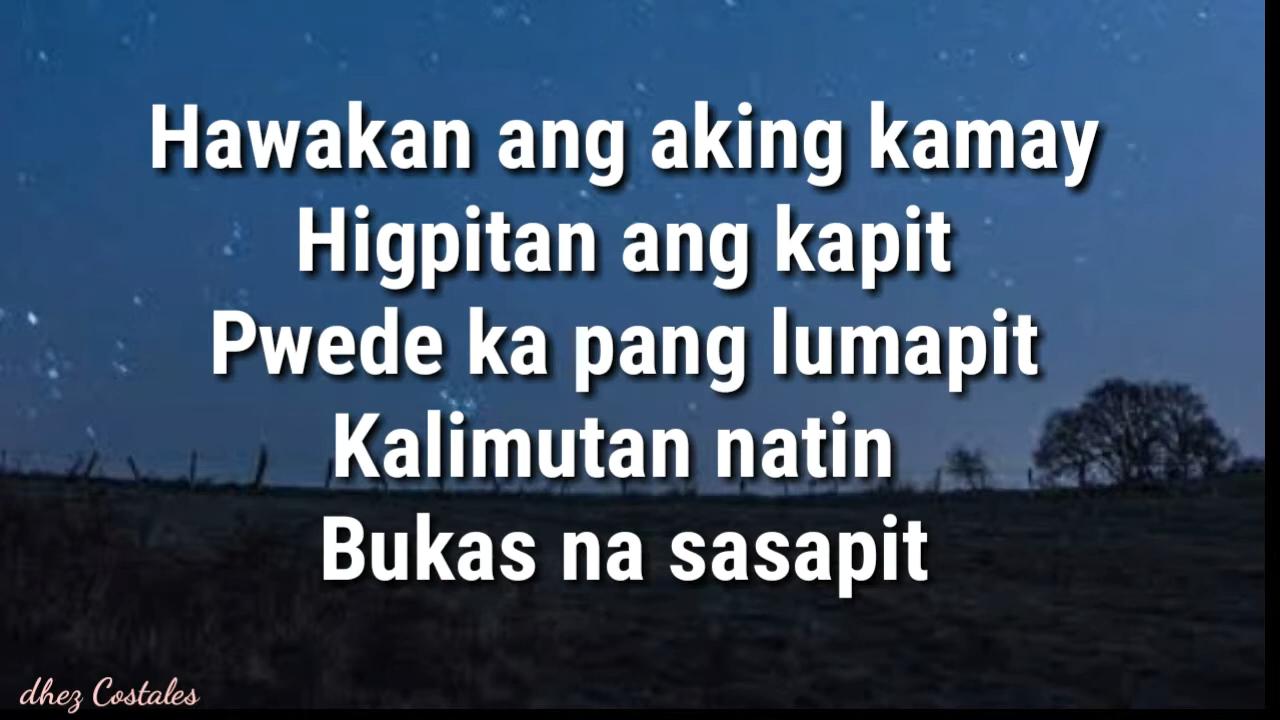 Hawakan ang aking kamay
Higpitan ang kapit
Pwede ka pang lumapit
Kalimutan natin
Bukas na sasapit
dhez Costales